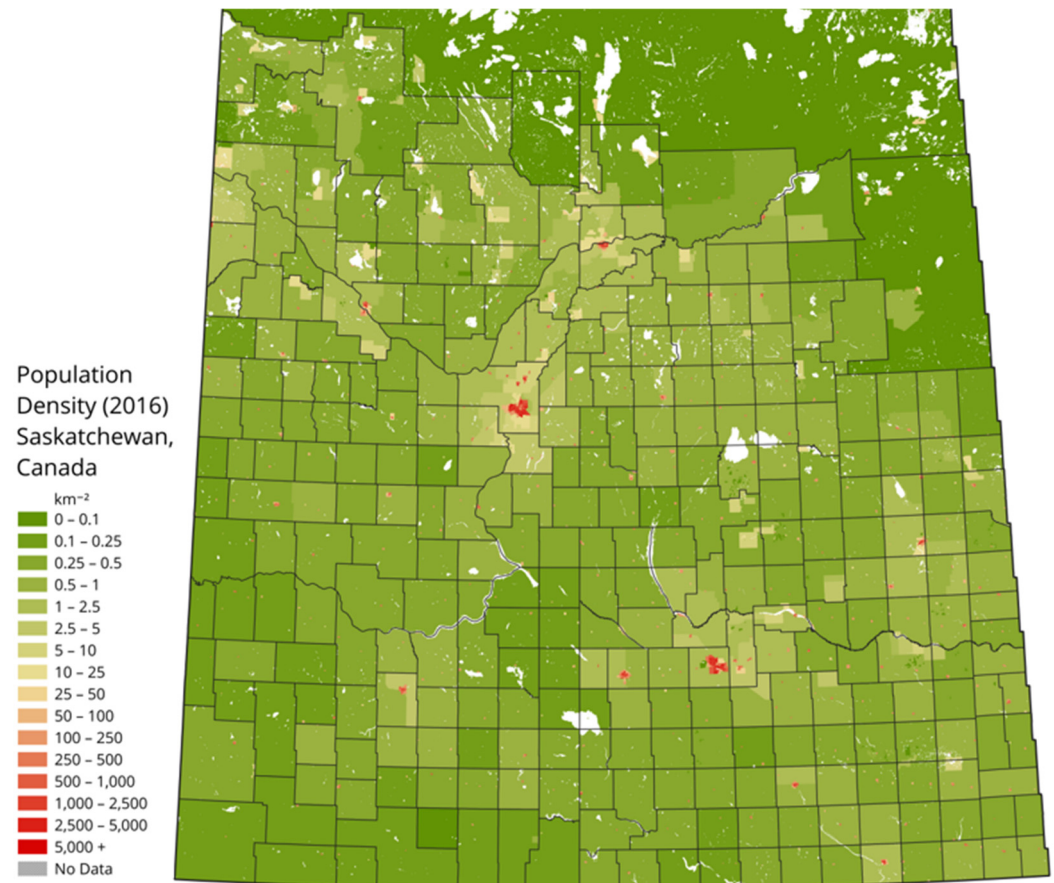 Population
Density (2016)
Saskatchewan,
Canada
km⁻²
0 – 0.1
0.1 – 0.25
0.25 – 0.5
0.5 – 1
1 – 2.5
2.5 – 5
5 – 10
10 – 25
25 – 50
50 – 100
100 – 250
250 – 500
500 – 1,000
1,000 – 2,500
2,500 – 5,000
5,000 +
No Data